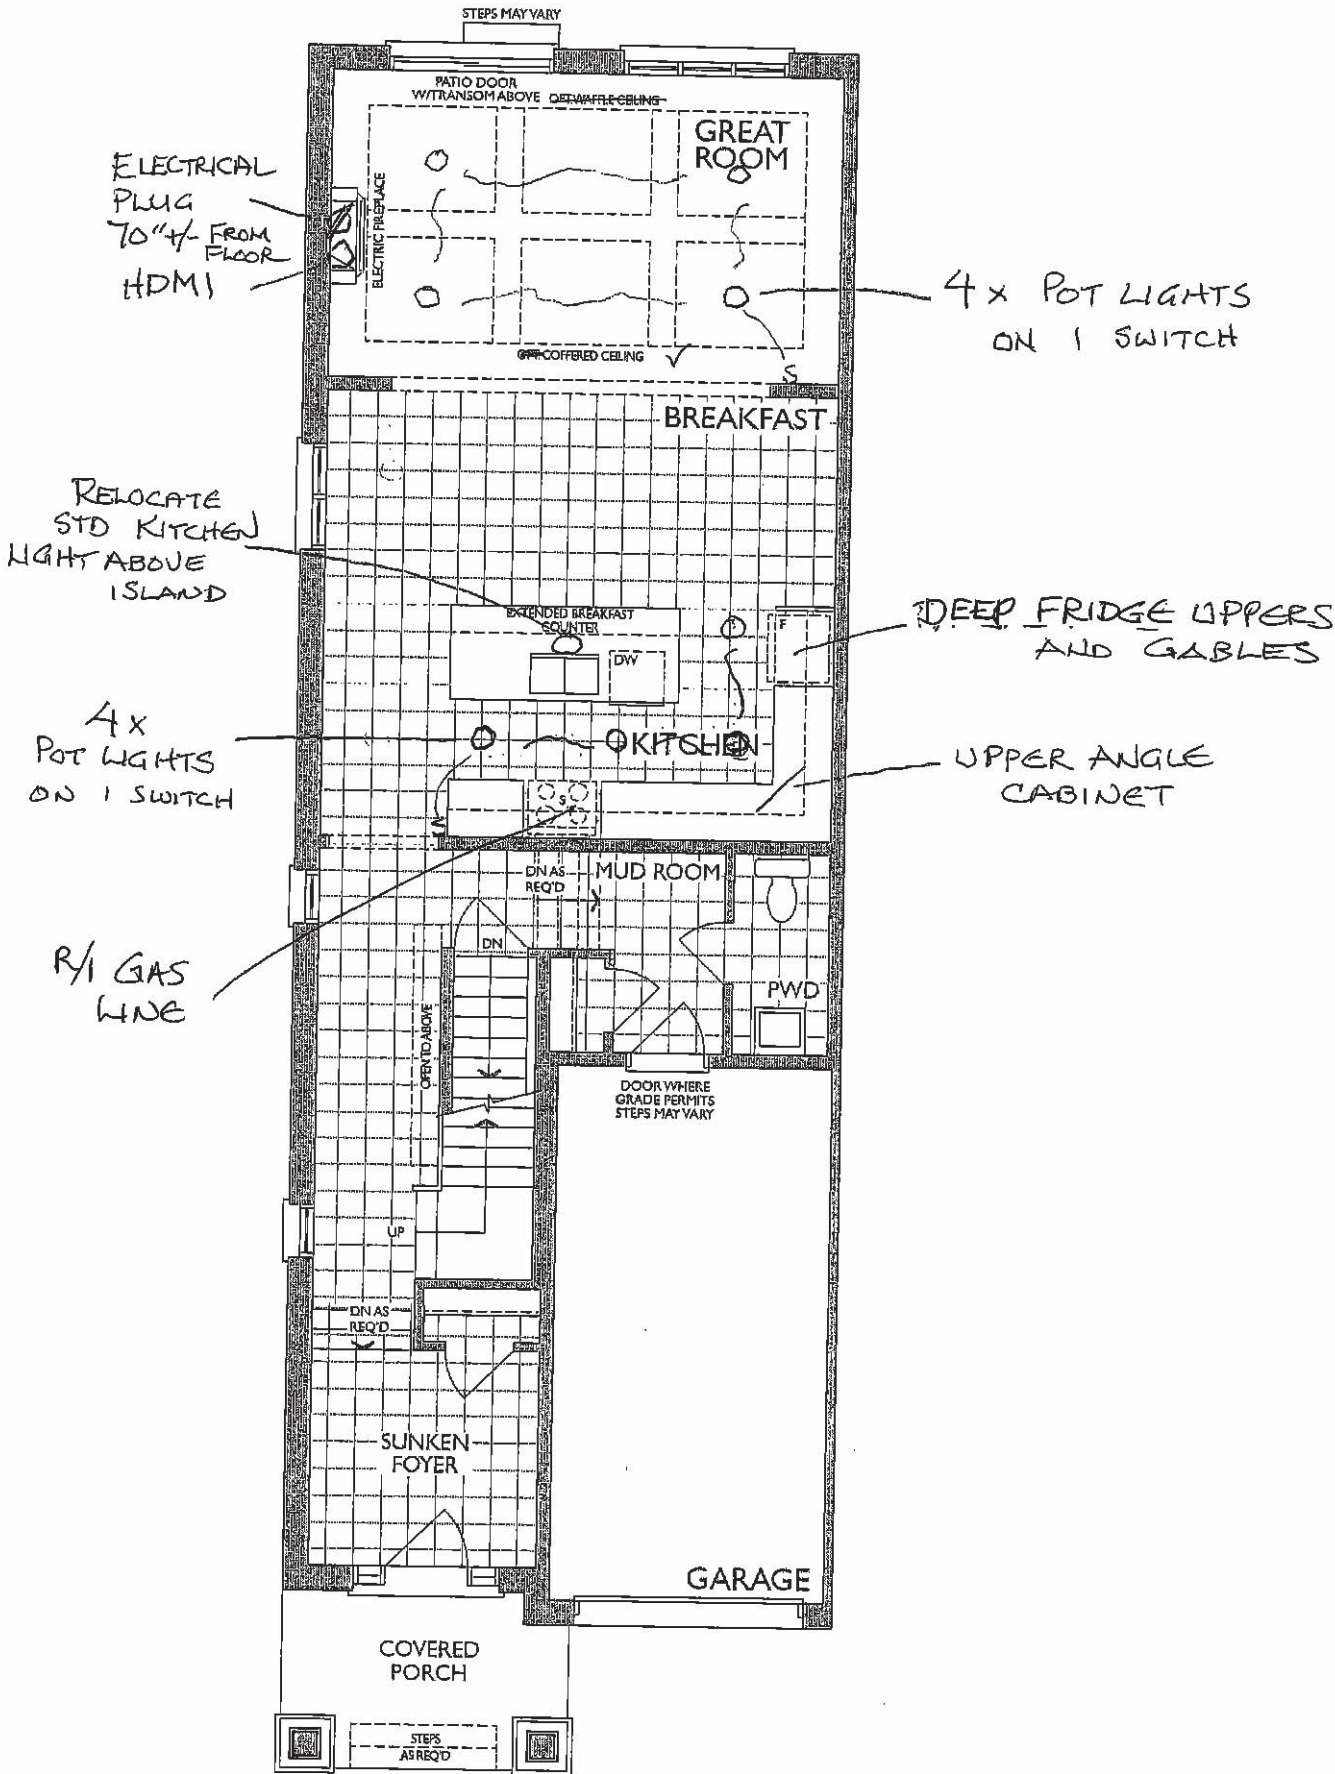 STEPS MAY VARY
PATIO DOOR
W/TRANSOM ABOVE OPT. WAFFLE CEILING
GREAT
ROOM
ELECTRICAL
PLUG
70"+/- FROM
FLOOR
HDMI
ELECTRIC FIREPLACE
4 x POT LIGHTS
ON 1 SWITCH
OPT. COFFERED CEILING
S
BREAKFAST
RELOCATE
STD KITCHEN
LIGHT ABOVE
ISLAND
EXTENDED BREAKFAST
COUNTER
DW
F
DEEP FRIDGE UPPERS
AND GABLES
4 x
POT LIGHTS
ON 1 SWITCH
KITCHEN
S
UPPER ANGLE
CABINET
DN AS
REQ'D
MUD ROOM
DN
R/I GAS
LINE
PWD
OPEN TO ABOVE
DOOR WHERE
GRADE PERMITS
STEPS MAY VARY
UP
DN AS
REQ'D
SUNKEN
FOYER
GARAGE
COVERED
PORCH
STEPS
AS REQ'D